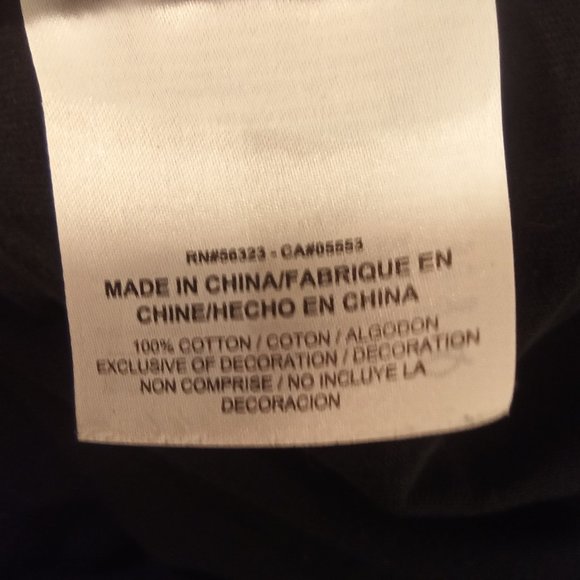 RN#56323 - CA#05553
MADE IN CHINA/FABRIQUE EN
CHINE/HECHO EN CHINA
100% COTTON / COTON / ALGODON
EXCLUSIVE OF DECORATION / DECORATION
NON COMPRISE / NO INCLUYE LA
DECORACION